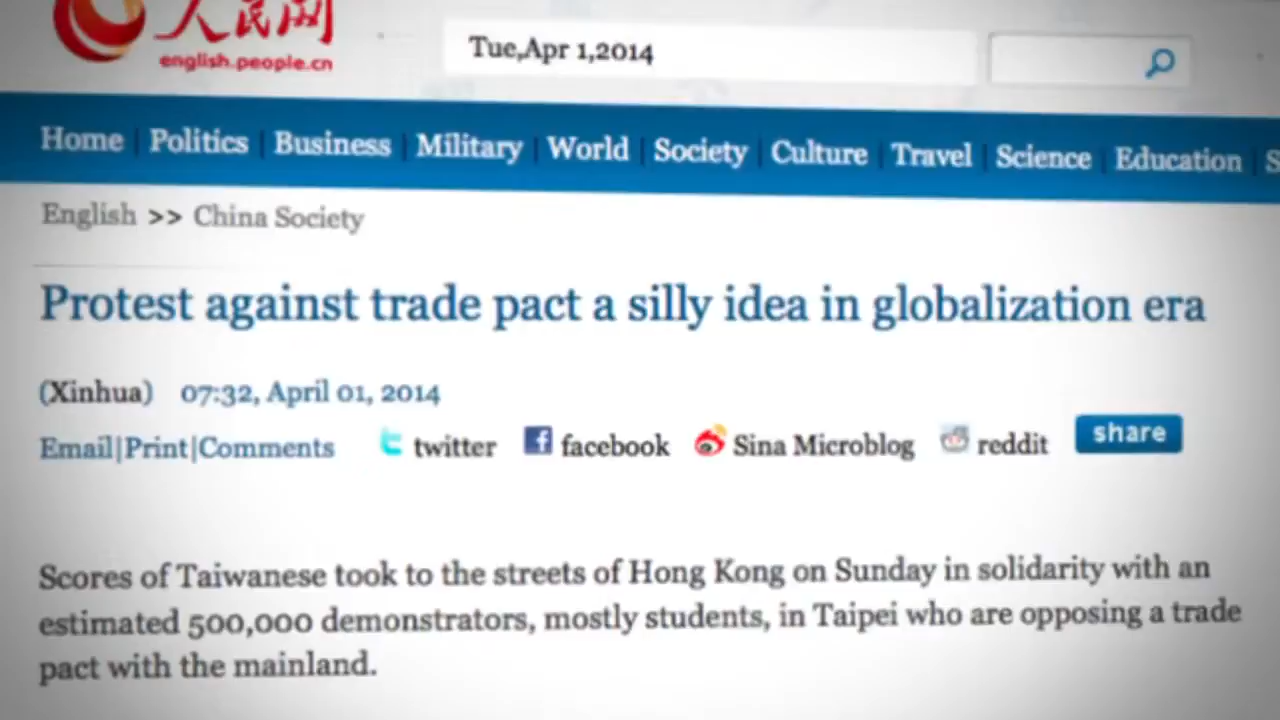 人民网
english.people.cn
Tue,Apr 1,2014
Home | Politics | Business | Military | World | Society | Culture | Travel | Science | Education | S
English >> China Society
Protest against trade pact a silly idea in globalization era
(Xinhua) 07:32, April 01, 2014
Email|Print|Comments twitter facebook Sina Microblog reddit share
Scores of Taiwanese took to the streets of Hong Kong on Sunday in solidarity with an
estimated 500,000 demonstrators, mostly students, in Taipei who are opposing a trade
pact with the mainland.